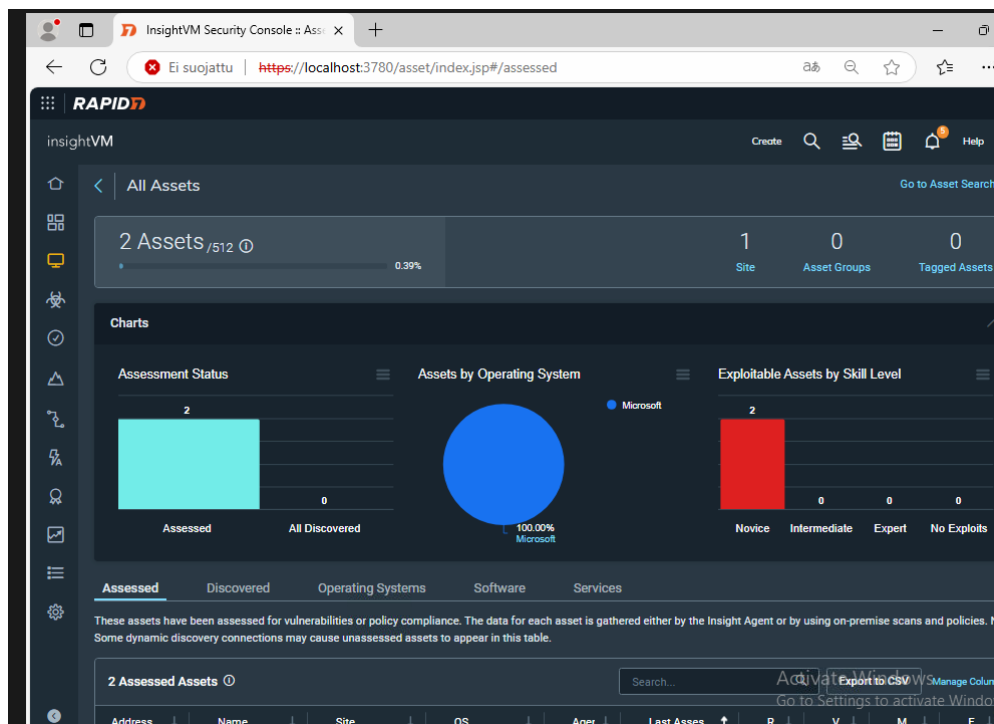 InsightVM Security Console :: Ass
Ei suojattu https://localhost:3780/asset/index.jsp#/assessed
RAPID7
insightVM
Create
5
Help
All Assets
Go to Asset Search
2 Assets /512
0.39%
1
0
0
Site
Asset Groups
Tagged Assets
Charts
Assessment Status
2
0
Assessed
All Discovered
Assets by Operating System
Microsoft
100.00%
Microsoft
Exploitable Assets by Skill Level
2
0
0
0
Novice
Intermediate
Expert
No Exploits
Assessed
Discovered
Operating Systems
Software
Services
These assets have been assessed for vulnerabilities or policy compliance. The data for each asset is gathered either by the Insight Agent or by using on-premise scans and policies. N
Some dynamic discovery connections may cause unassessed assets to appear in this table.
2 Assessed Assets
Search...
Export to CSV
Manage Colum
Activate Windows
Go to Settings to activate Windo
Address
Name
Site
OS
Agen
Last Asses
R
V
M
E